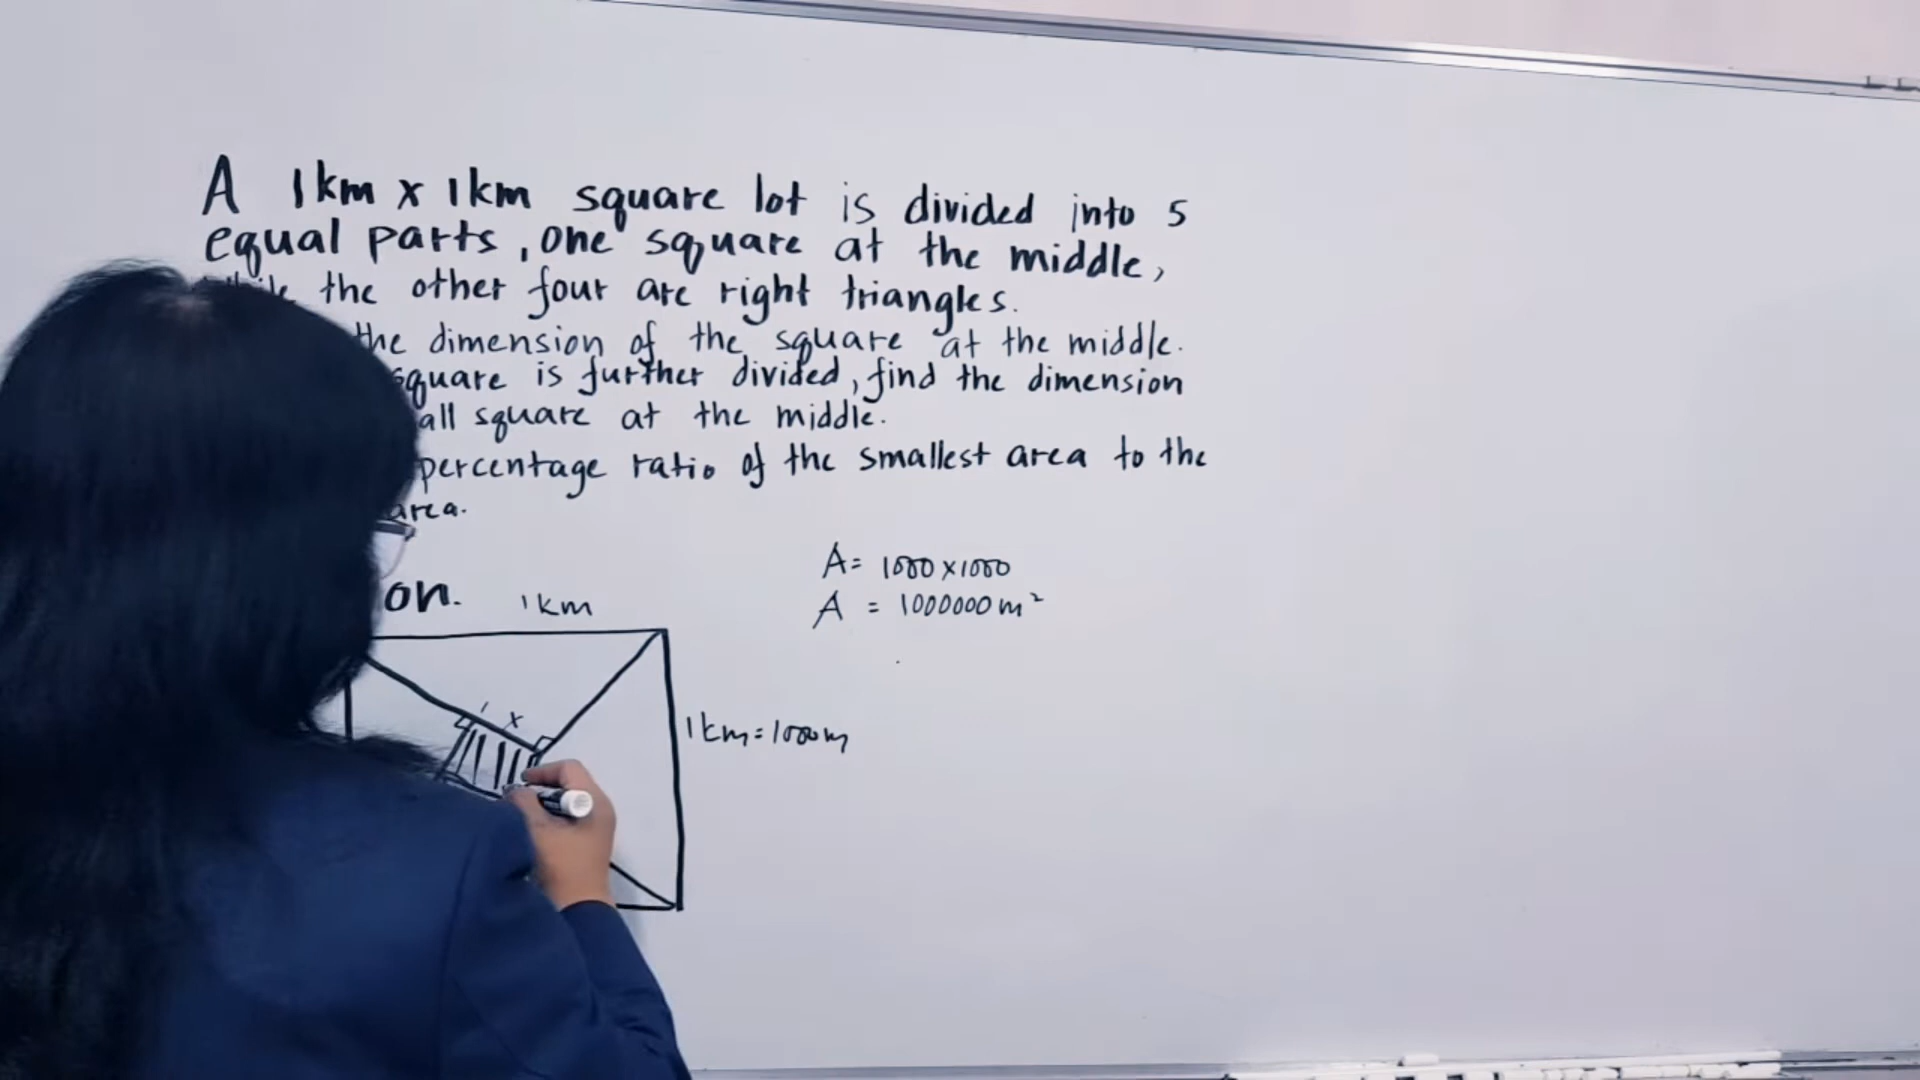 A 1km x 1km square lot is divided into 5
equal parts, one square at the middle,
the other four are right triangles.
the dimension of the square at the middle.
square is further divided, find the dimension
all square at the middle.
percentage ratio of the smallest area to the
area.
on.
1km
A = 1000 x 1000
A = 1000000 m²
x
1km = 1000m